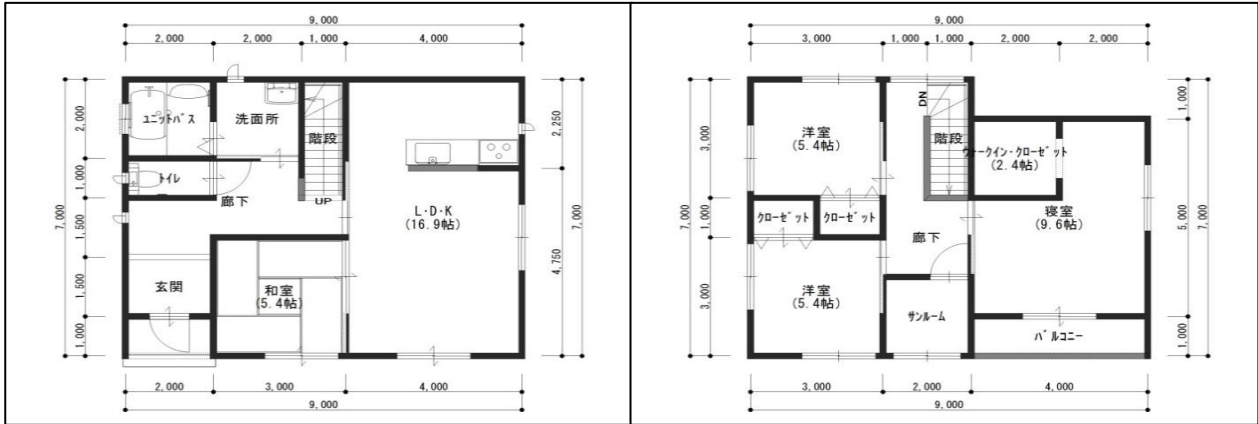 9,000
2,000 2,000 1,000 4,000
7,000
2,000
1,000
1,500
1,500
1,000
ユニットバス
洗面所
階段
トイレ
廊下
UP
L・D・K
(16.9帖)
玄関
和室
(5.4帖)
2,250
4,750
7,000
2,000 3,000 4,000
9,000
9,000
3,000 1,000 1,000 2,000 2,000
7,000
3,000
1,000
3,000
DN
洋室
(5.4帖)
階段
ウォークイン・クローゼット
(2.4帖)
クローゼット
クローゼット
廊下
寝室
(9.6帖)
洋室
(5.4帖)
サンルーム
バルコニー
1,000
5,000
1,000
7,000
3,000 2,000 4,000
9,000